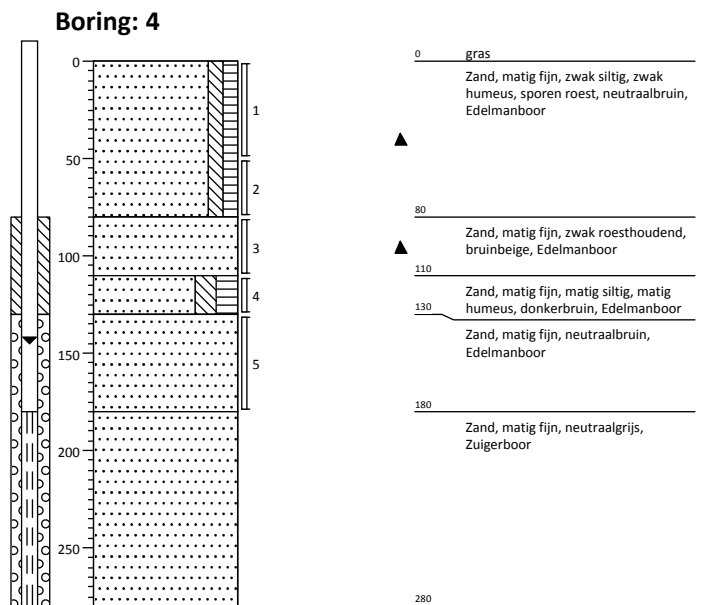 Boring: 4
0
50
100
150
200
250
1
2
3
4
5
0 gras
Zand, matig fijn, zwak siltig, zwak
humeus, sporen roest, neutraalbruin,
Edelmanboor
80
Zand, matig fijn, zwak roesthoudend,
bruinbeige, Edelmanboor
110
Zand, matig fijn, matig siltig, matig
humeus, donkerbruin, Edelmanboor
130
Zand, matig fijn, neutraalbruin,
Edelmanboor
180
Zand, matig fijn, neutraalgrijs,
Zuigerboor
280